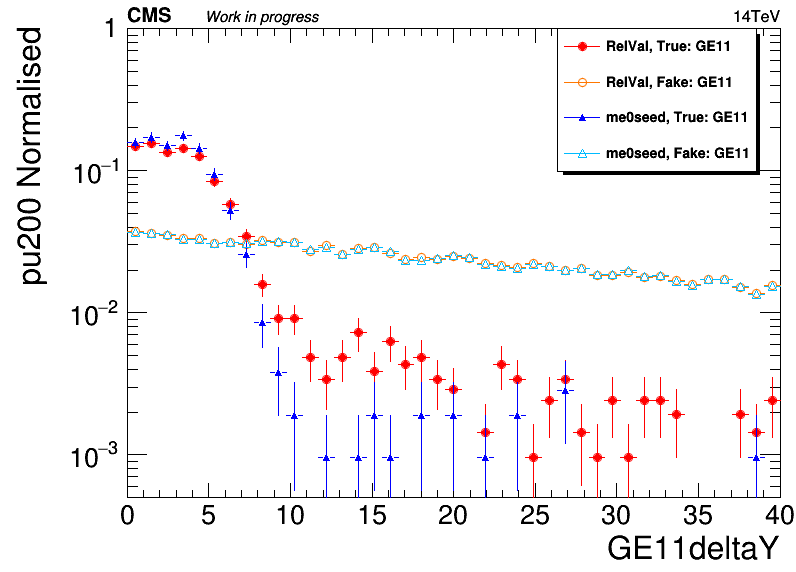 CMS Work in progress 14TeV
pu200 Normalised
1
10⁻¹
10⁻²
10⁻³
RelVal, True: GE11
RelVal, Fake: GE11
me0seed, True: GE11
me0seed, Fake: GE11
0 5 10 15 20 25 30 35 40
GE11deltaY